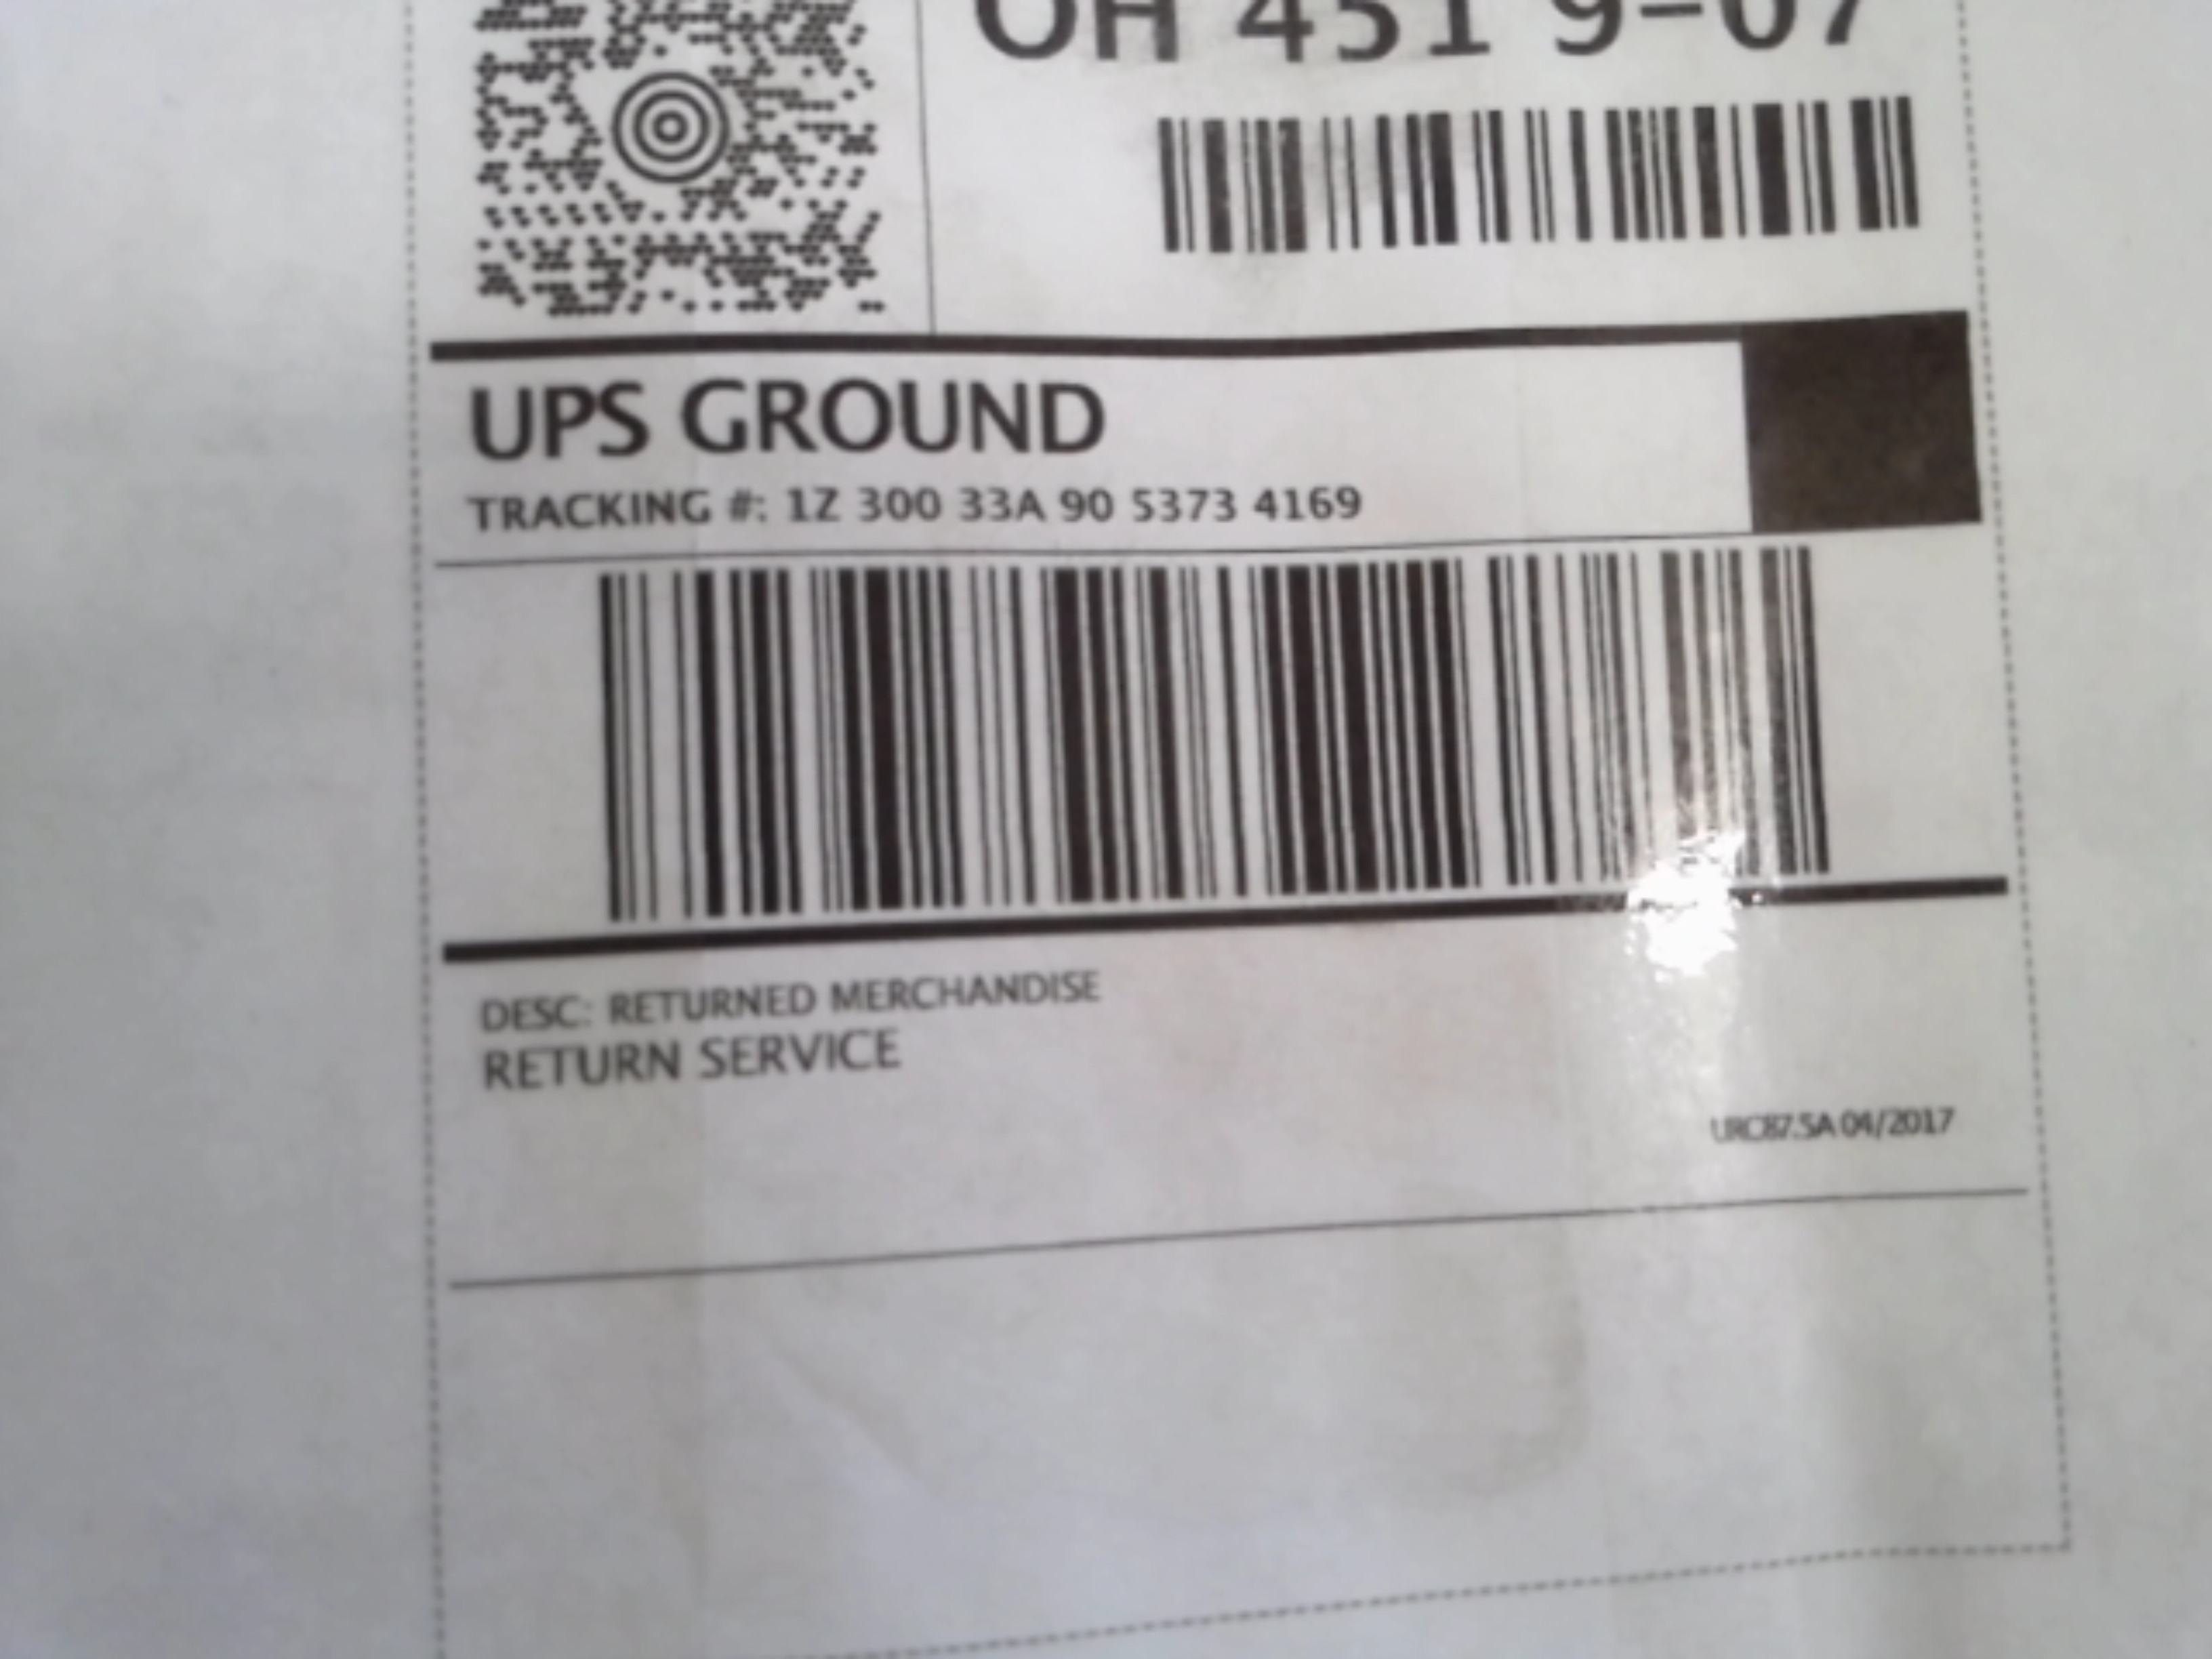 OH 451 9-07
UPS GROUND
TRACKING #: 1Z 300 33A 90 5373 4169
DESC: RETURNED MERCHANDISE
RETURN SERVICE
URC87.5A 04/2017